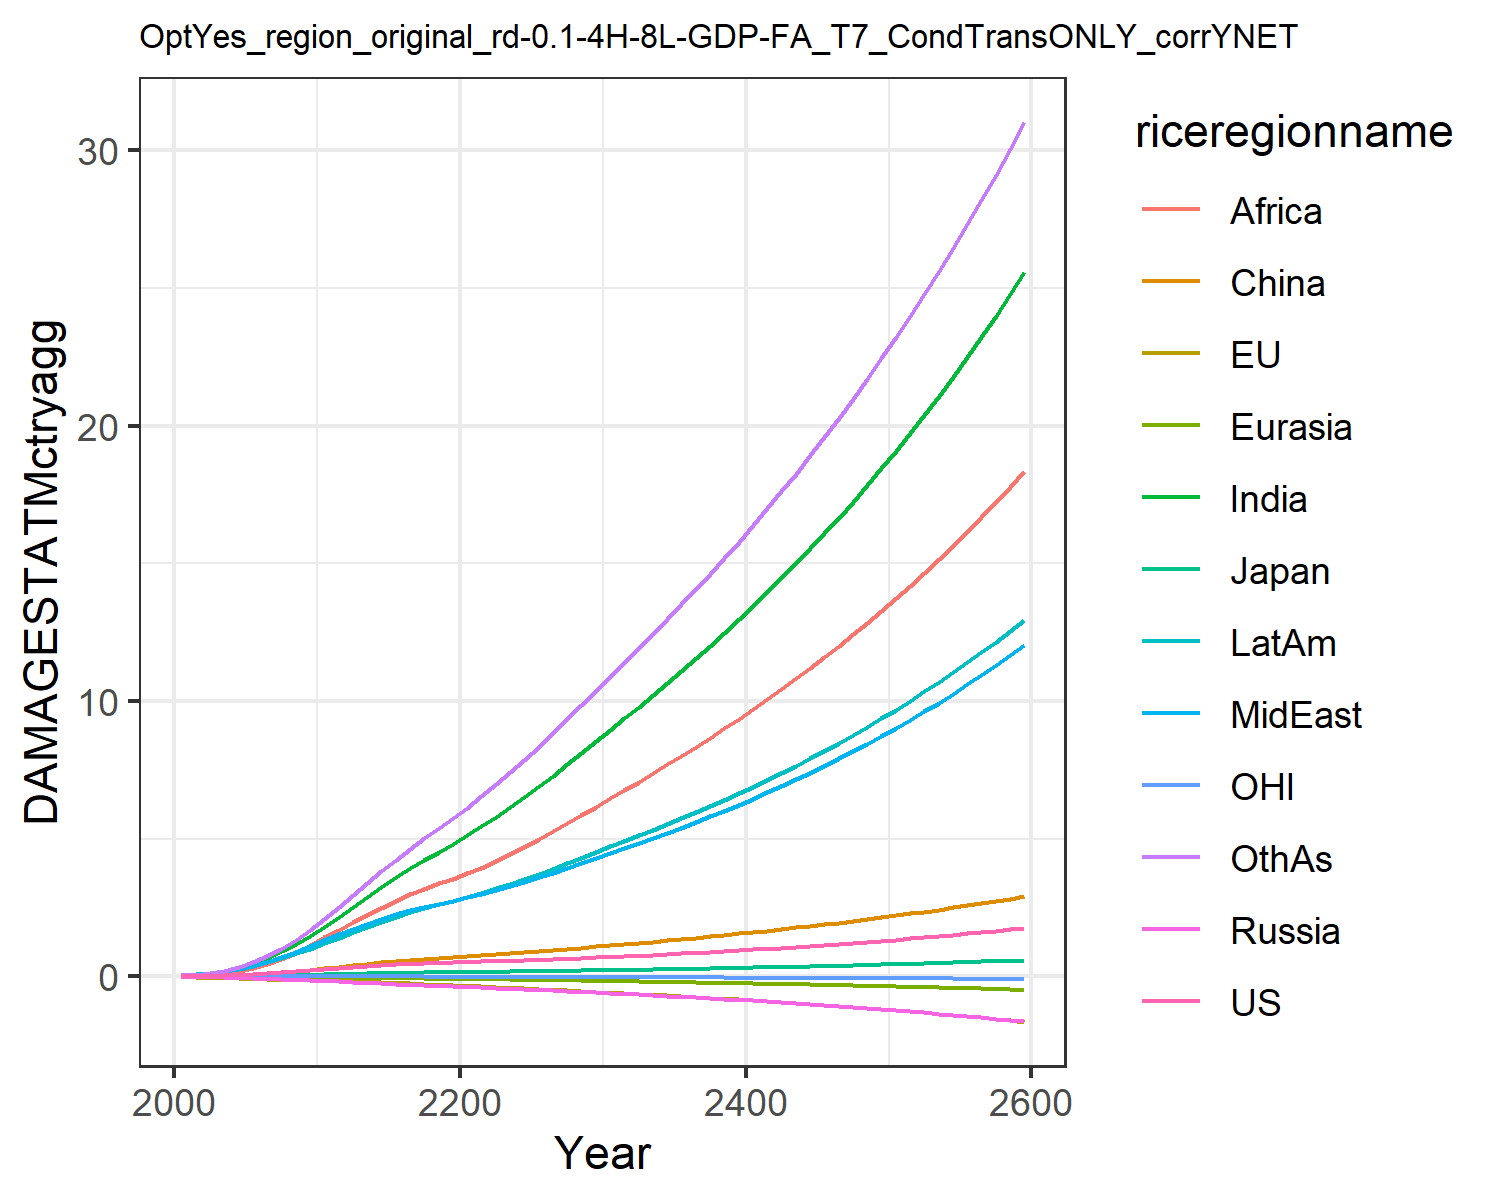 OptYes_region_original_rd-0.1-4H-8L-GDP-FA_T7_CondTransONLY_corrYNET
DAMAGESTATMctryagg
30
20
10
0
2000
2200
2400
2600
Year
riceregionname
Africa
China
EU
Eurasia
India
Japan
LatAm
MidEast
OHI
OthAs
Russia
US